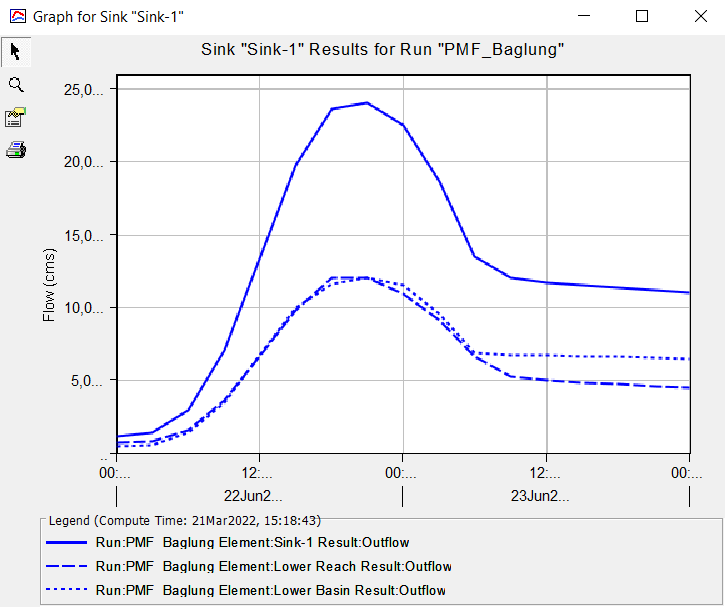 Graph for Sink "Sink-1"
Sink "Sink-1" Results for Run "PMF_Baglung"
25,0...
20,0...
15,0...
10,0...
5,0...
..
Flow (cms)
00:... 12:... 00:... 12:... 00:...
22Jun2... 23Jun2...
Legend (Compute Time: 21Mar2022, 15:18:43)
Run:PMF Baglung Element:Sink-1 Result:Outflow
Run:PMF Baglung Element:Lower Reach Result:Outflow
Run:PMF Baglung Element:Lower Basin Result:Outflow